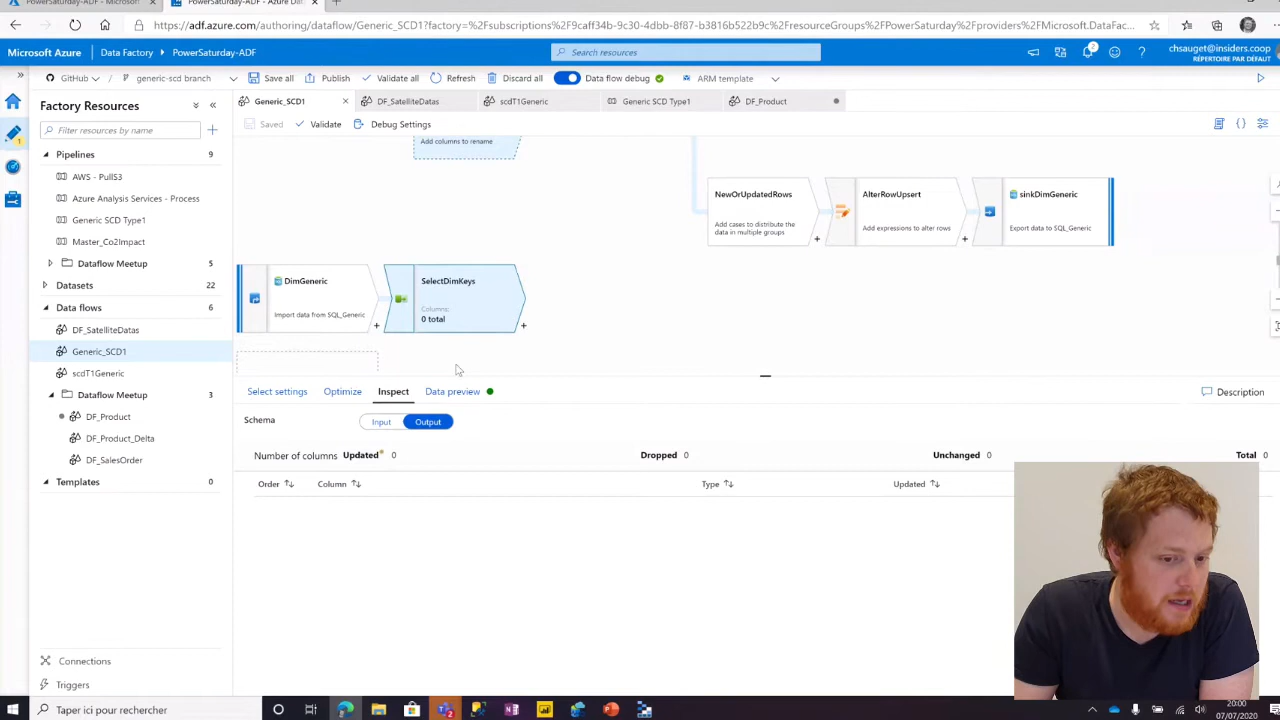 PowerSaturday-ADF - Microsoft
https://adf.azure.com/authoring/dataflow/Generic_SCD1?factory=%2Fsubscriptions%2F9caff34b-9c30-4dbb-8f87-b3816b522b9c%2FresourceGroups%2FPowerSaturday%2Fproviders%2FMicrosoft.DataFac...
Microsoft Azure
Data Factory
PowerSaturday-ADF
Search resources
2
chsauget@insiders.coop
RÉPERTOIRE PAR DÉFAUT
GitHub
generic-scd branch
Save all
Publish
Validate all
Refresh
Discard all
Data flow debug
ARM template
Factory Resources
Filter resources by name
1
Pipelines 9
AWS - PullS3
Azure Analysis Services - Process
Generic SCD Type1
Master_Co2Impact
Dataflow Meetup 5
Datasets 22
Data flows 6
DF_SatelliteDatas
Generic_SCD1
scdT1Generic
Dataflow Meetup 3
DF_Product
DF_Product_Delta
DF_SalesOrder
Templates 0
Connections
Triggers
Generic_SCD1
DF_SatelliteDatas
scdT1Generic
Generic SCD Type1
DF_Product
Saved
Validate
Debug Settings
Add columns to rename
NewOrUpdatedRows
Add cases to distribute the
data in multiple groups
AlterRowUpsert
Add expressions to alter rows
sinkDimGeneric
Export data to SQL_Generic
DimGeneric
Import data from SQL_Generic
SelectDimKeys
Columns:
0 total
Select settings
Optimize
Inspect
Data preview
Description
Schema
Input
Output
Number of columns Updated* 0 Dropped 0 Unchanged 0 Total 0
Order Column Type Updated
Taper ici pour rechercher
20:00
07/07/2020